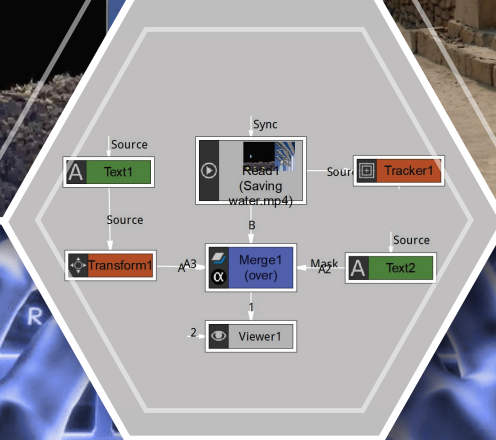 Sync
Source
A Text1
Read1
(Saving
water.mp4)
Sour
Tracker1
Source
B
Source
Transform1
A A3
Merge1
(over)
α
Mask
A2
A Text2
1
2
Viewer1
R